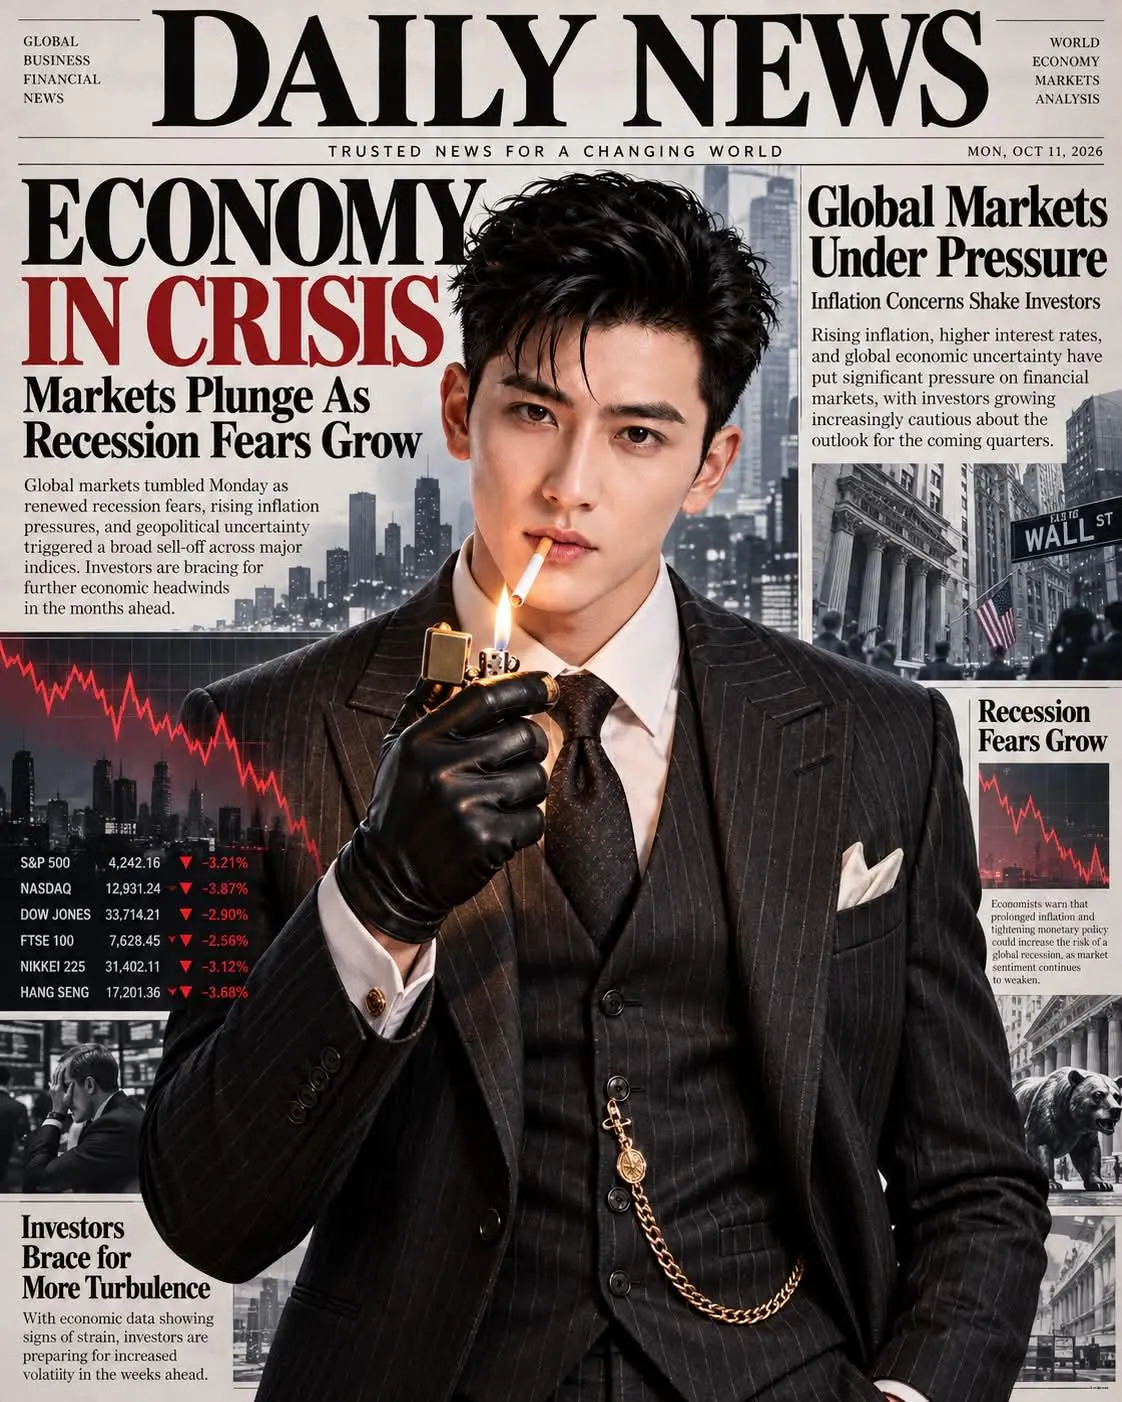 GLOBAL
BUSINESS
FINANCIAL
NEWS
DAILY NEWS
WORLD
ECONOMY
MARKETS
ANALYSIS
TRUSTED NEWS FOR A CHANGING WORLD
MON, OCT 11, 2026
ECONOMY
IN CRISIS
Markets Plunge As
Recession Fears Grow
Global markets tumbled Monday as
renewed recession fears, rising inflation
pressures, and geopolitical uncertainty
triggered a broad sell-off across major
indices. Investors are bracing for
further economic headwinds
in the months ahead.
S&P 500 4,242.16 ▼ -3.21%
NASDAQ 12,931.24 ▼ -3.87%
DOW JONES 33,714.21 ▼ -2.90%
FTSE 100 7,628.45 ▼ -2.56%
NIKKEI 225 31,402.11 ▼ -3.12%
HANG SENG 17,201.36 ▼ -3.68%
Investors
Brace for
More Turbulence
With economic data showing
signs of strain, investors are
preparing for increased
volatility in the weeks ahead.
Global Markets
Under Pressure
Inflation Concerns Shake Investors
Rising inflation, higher interest rates,
and global economic uncertainty have
put significant pressure on financial
markets, with investors growing
increasingly cautious about the
outlook for the coming quarters.
WALL ST
Recession
Fears Grow
Economists warn that
prolonged inflation and
tightening monetary policy
could increase the risk of a
global recession, as market
sentiment continues
to weaken.